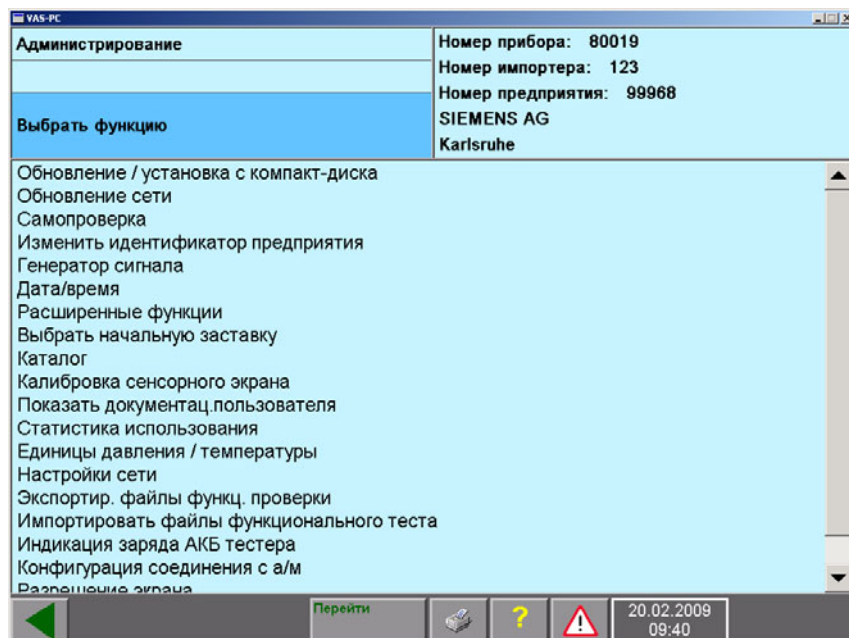 VAS-PC
Администрирование
Выбрать функцию
Номер прибора: 80019
Номер импортера: 123
Номер предприятия: 99968
SIEMENS AG
Karlsruhe
Обновление / установка с компакт-диска
Обновление сети
Самопроверка
Изменить идентификатор предприятия
Генератор сигнала
Дата/время
Расширенные функции
Выбрать начальную заставку
Каталог
Калибровка сенсорного экрана
Показать документац.пользователя
Статистика использования
Единицы давления / температуры
Настройки сети
Экспортир. файлы функц. проверки
Импортировать файлы функционального теста
Индикация заряда АКБ тестера
Конфигурация соединения с а/м
Разрешение экрана
Перейти
?
!
20.02.2009
09:40